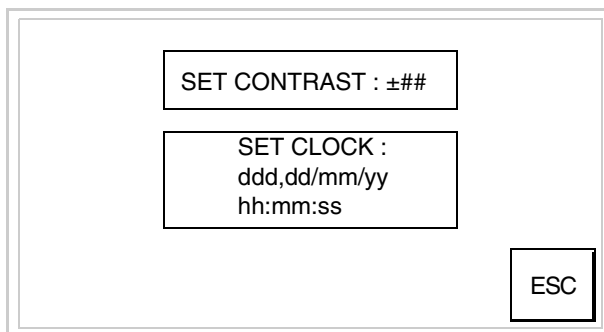 SET CONTRAST : ±##
SET CLOCK :
ddd,dd/mm/yy
hh:mm:ss
ESC